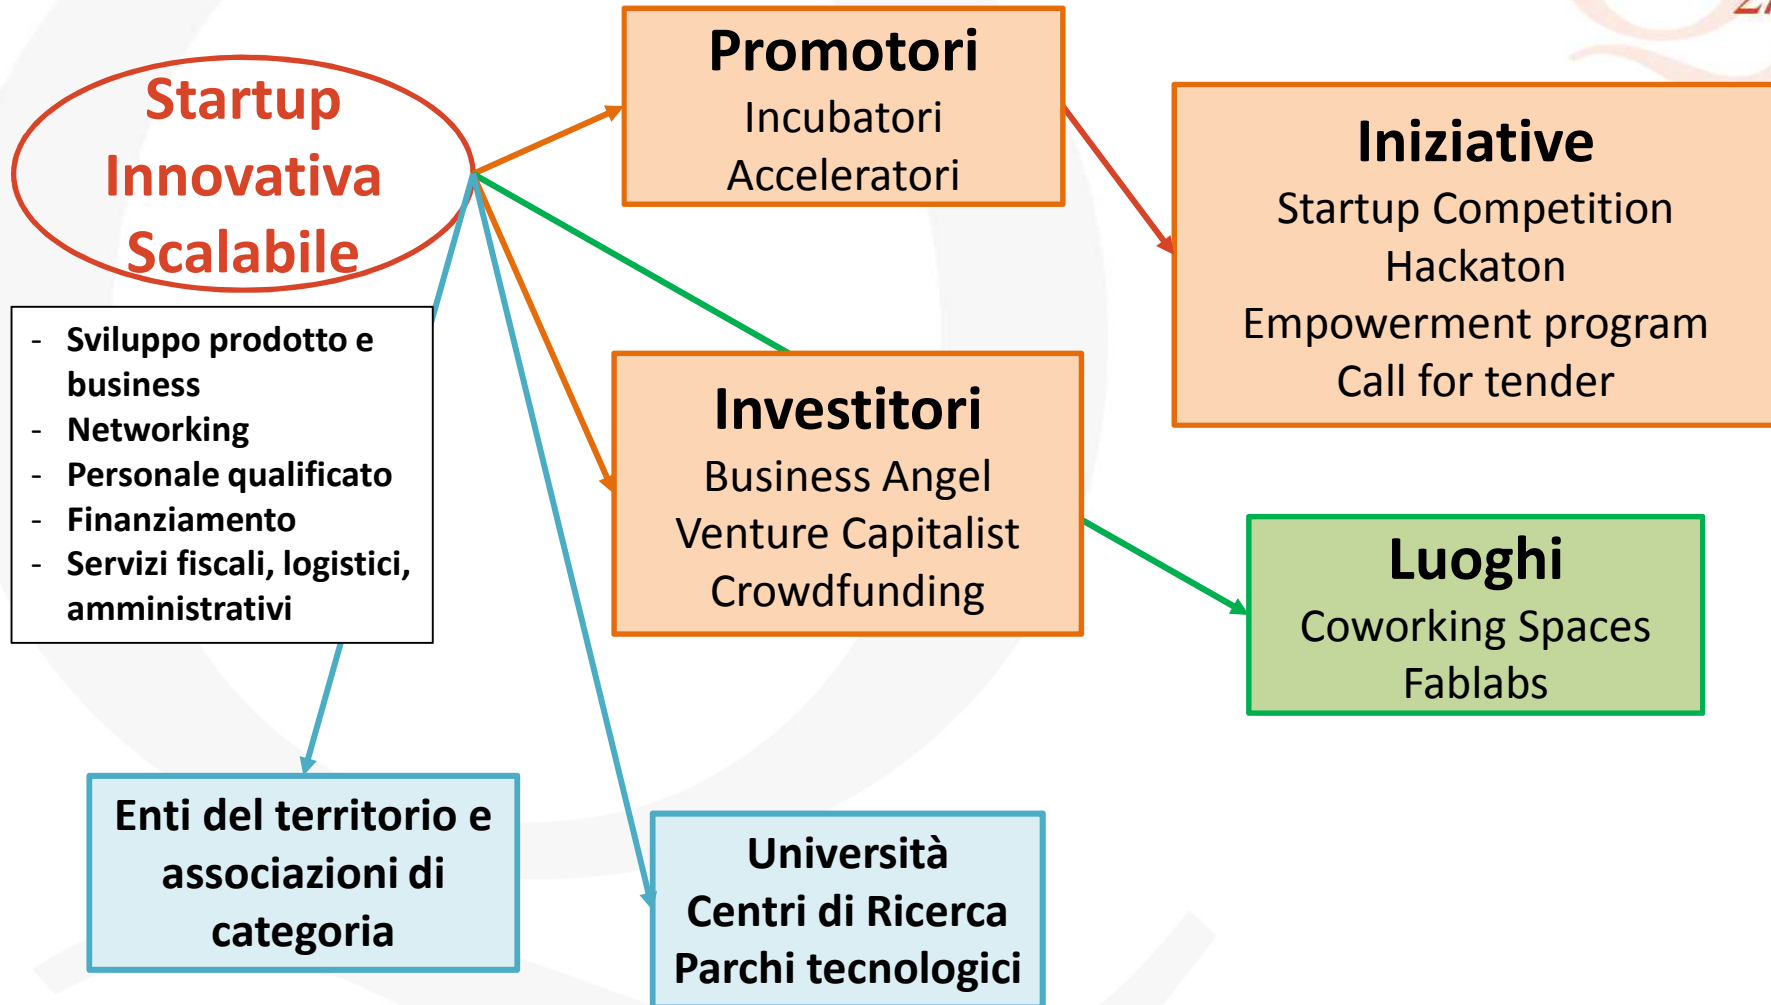 Startup
Innovativa
Scalabile
Promotori
Incubatori
Acceleratori
Iniziative
Startup Competition
Hackaton
Empowerment program
Call for tender
- Sviluppo prodotto e
business
- Networking
- Personale qualificato
- Finanziamento
- Servizi fiscali, logistici,
amministrativi
Investitori
Business Angel
Venture Capitalist
Crowdfunding
Luoghi
Coworking Spaces
Fablabs
Enti del territorio e
associazioni di
categoria
Università
Centri di Ricerca
Parchi tecnologici